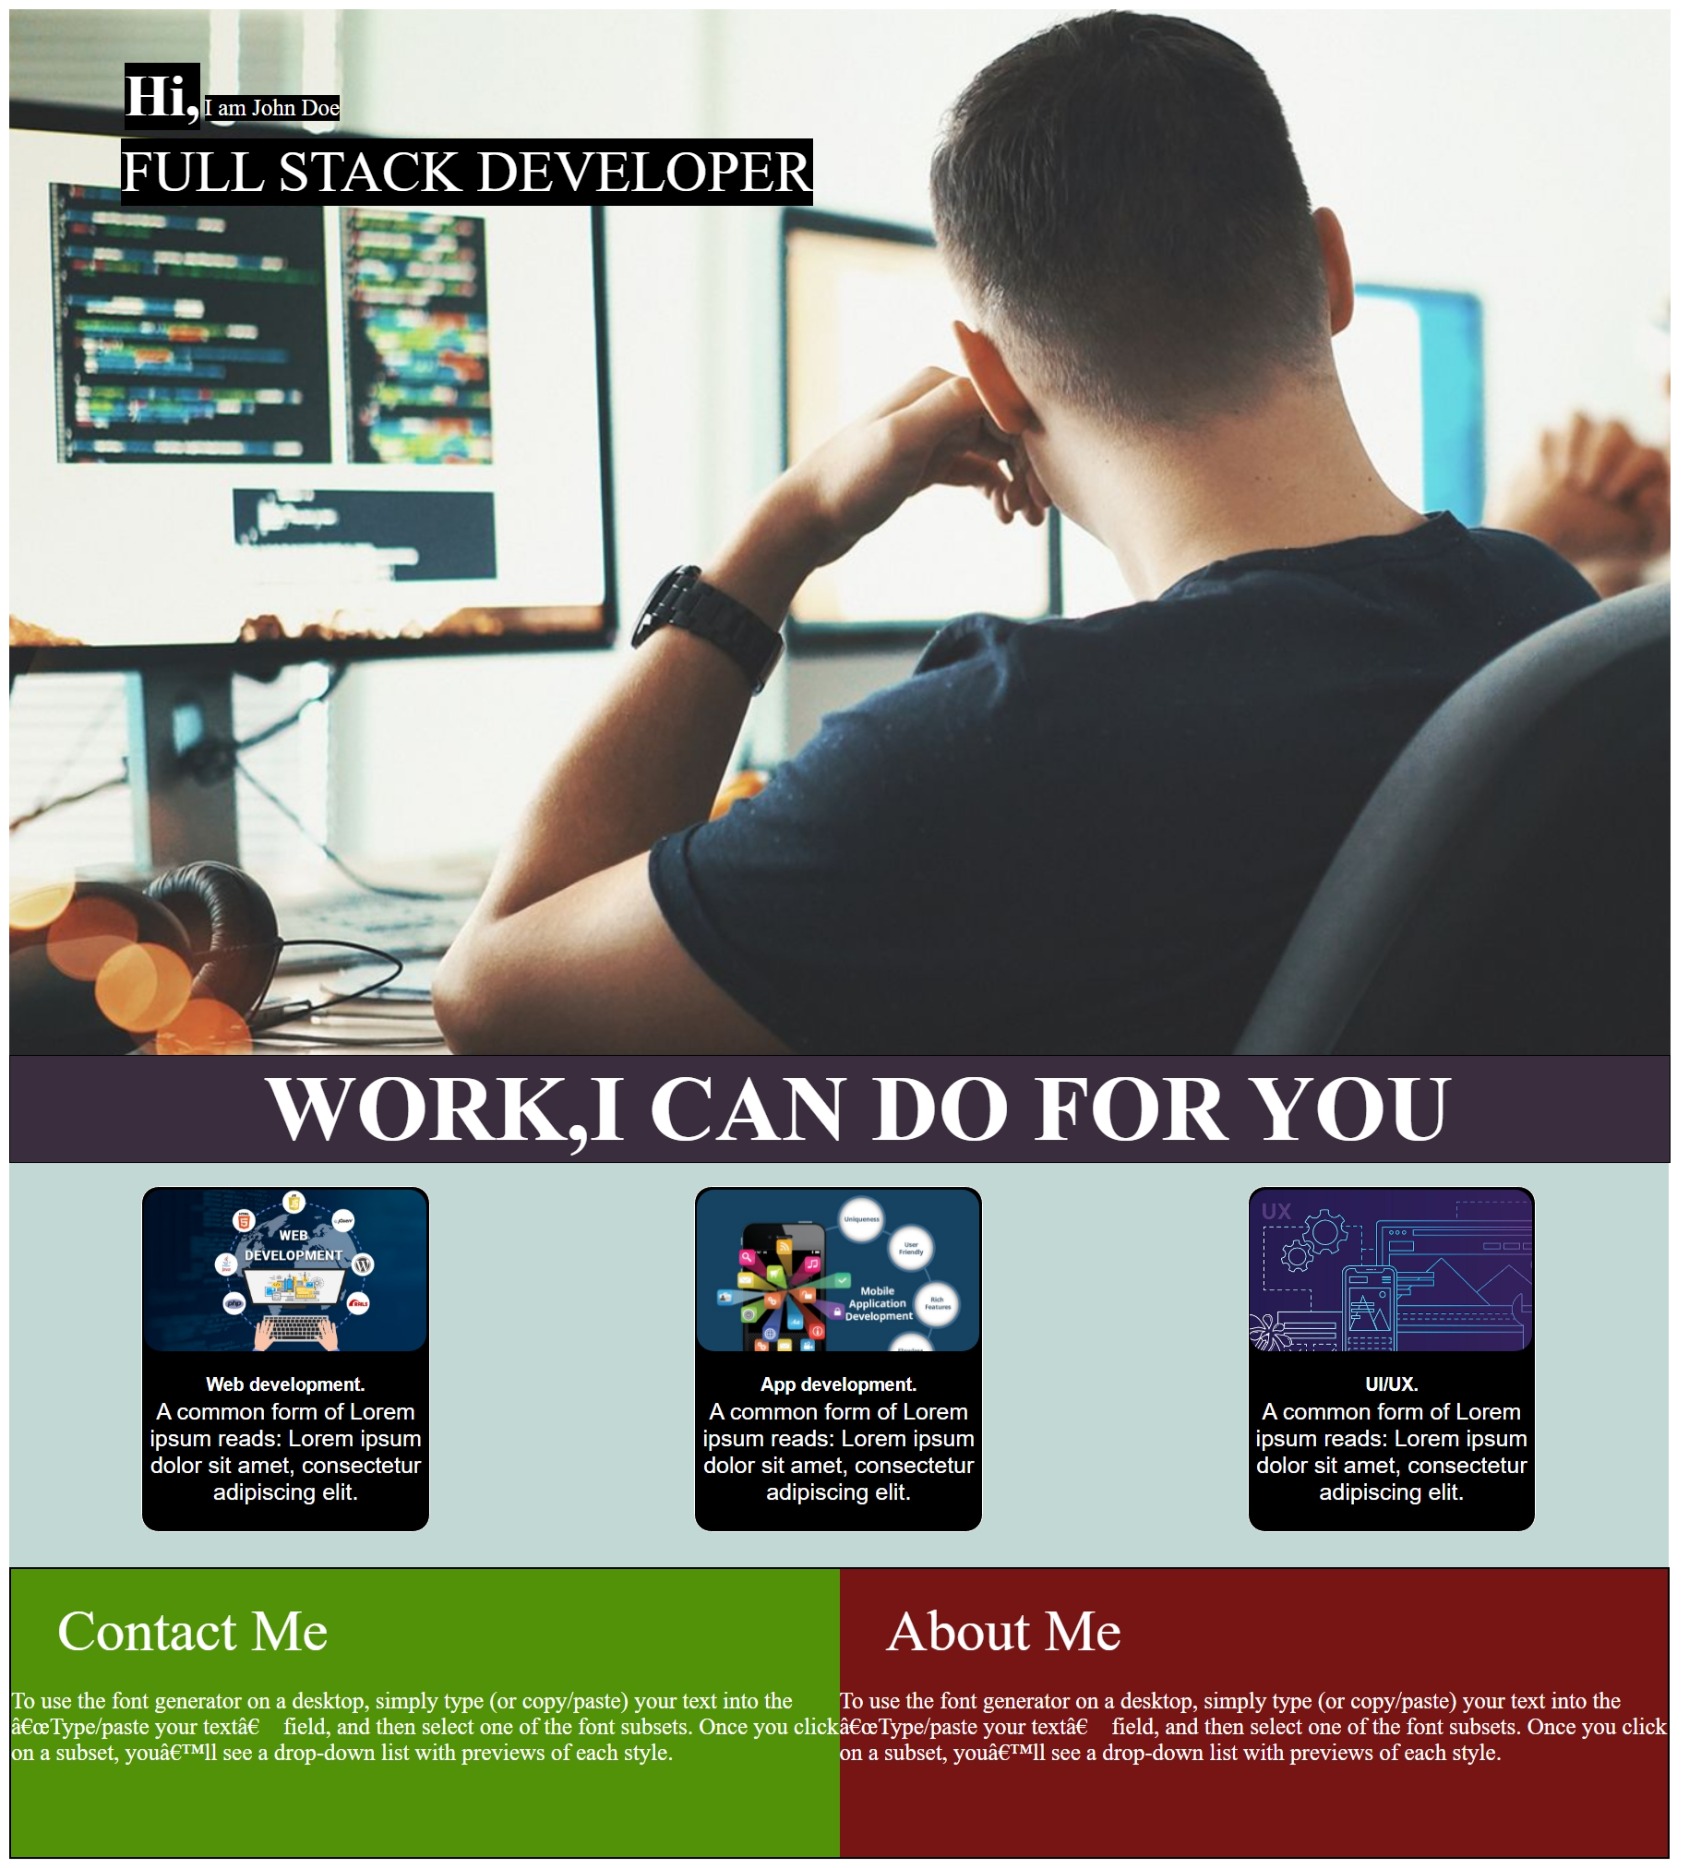 Hi, I am John Doe
FULL STACK DEVELOPER
WORK,I CAN DO FOR YOU
WEB
DEVELOPMENT
HTML
5
JS
jQuery
php
RAILS
Uniqueness
User
Friendly
Rich
Features
Mobile
Application
Development
UX
Web development.
A common form of Lorem
ipsum reads: Lorem ipsum
dolor sit amet, consectetur
adipiscing elit.
App development.
A common form of Lorem
ipsum reads: Lorem ipsum
dolor sit amet, consectetur
adipiscing elit.
UI/UX.
A common form of Lorem
ipsum reads: Lorem ipsum
dolor sit amet, consectetur
adipiscing elit.
Contact Me
To use the font generator on a desktop, simply type (or copy/paste) your text into the
â€œType/paste your textâ€ field, and then select one of the font subsets. Once you click
on a subset, youâ€™ll see a drop-down list with previews of each style.
About Me
To use the font generator on a desktop, simply type (or copy/paste) your text into the
â€œType/paste your textâ€ field, and then select one of the font subsets. Once you click
on a subset, youâ€™ll see a drop-down list with previews of each style.